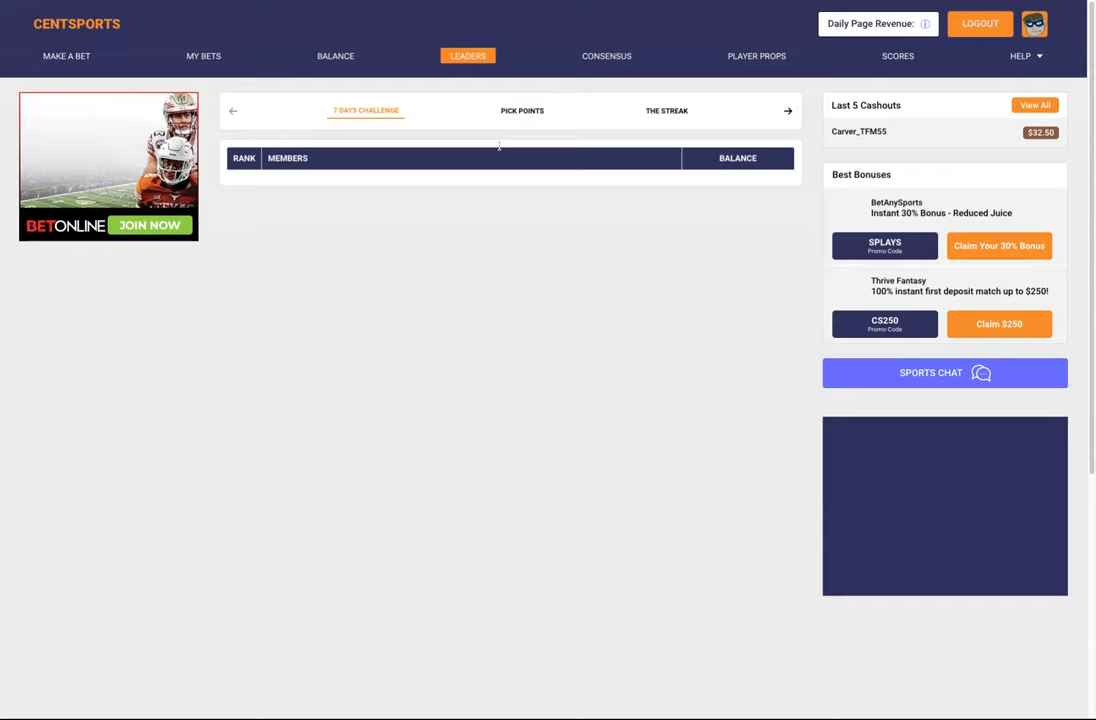 CENTSPORTS
Daily Page Revenue:
LOGOUT
MAKE A BET
MY BETS
BALANCE
LEADERS
CONSENSUS
PLAYER PROPS
SCORES
HELP
BETONLINE JOIN NOW
7 DAYS CHALLENGE
PICK POINTS
THE STREAK
RANK
MEMBERS
BALANCE
Last 5 Cashouts
View All
Carver_TFM55
$32.50
Best Bonuses
BetAnySports
Instant 30% Bonus - Reduced Juice
SPLAYS
Promo Code
Claim Your 30% Bonus
Thrive Fantasy
100% instant first deposit match up to $250!
CS250
Promo Code
Claim $250
SPORTS CHAT